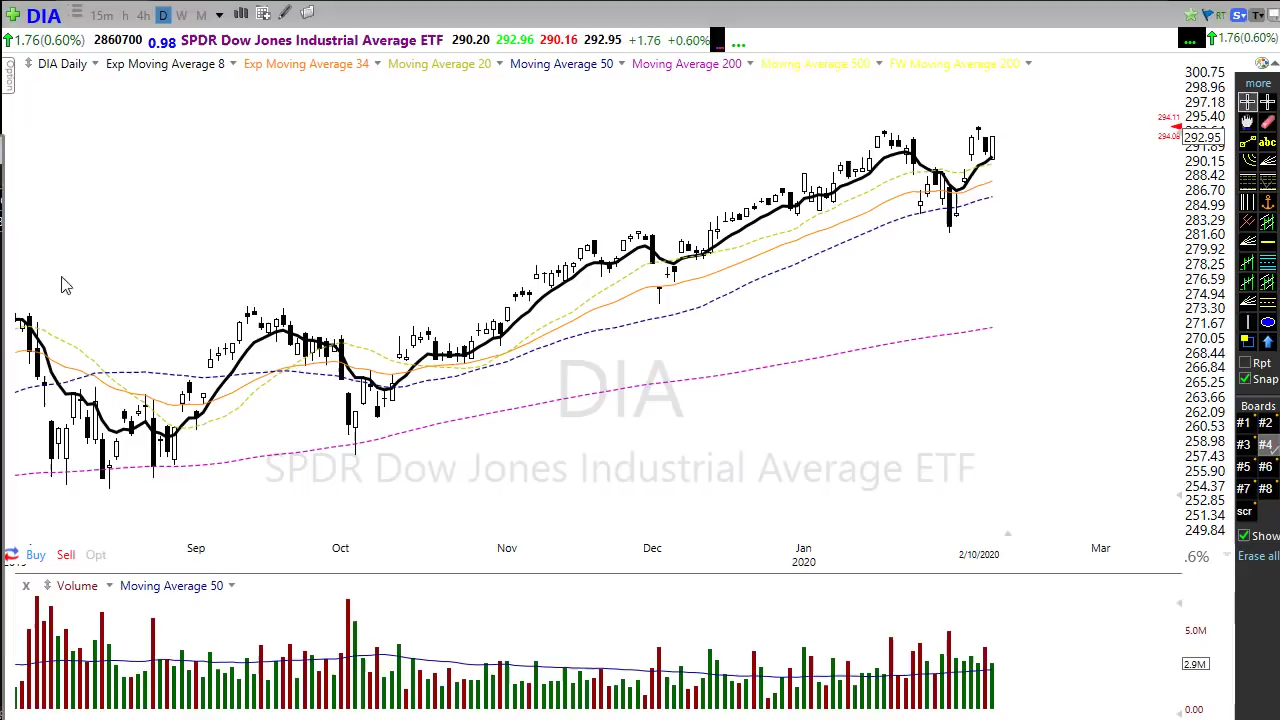 DIA 15m h 4h D W M
1.76(0.60%) 2860700 0.98 SPDR Dow Jones Industrial Average ETF 290.20 292.96 290.16 292.95 +1.76 +0.60% ... ... 1.76(0.60%)
RT S T
Option
DIA Daily Exp Moving Average 8 Exp Moving Average 34 Moving Average 20 Moving Average 50 Moving Average 200 Moving Average 500 FW Moving Average 200
300.75
298.96
297.18
295.40
294.11
294.08
292.95
290.15
288.42
286.70
284.99
283.29
281.60
279.92
278.25
276.59
274.94
273.30
271.67
270.05
268.44
266.84
265.25
263.66
262.09
260.53
258.98
257.43
255.90
254.37
252.85
251.34
249.84
.6%
more
abc
Rpt
Snap
Boards
#1 #2
#3 #4
#5 #6
#7 #8
scr
Show
Erase all
DIA
SPDR Dow Jones Industrial Average ETF
Buy Sell Opt
Sep Oct Nov Dec Jan 2/10/2020 Mar
2020
X Volume Moving Average 50
5.0M
2.9M
0.00